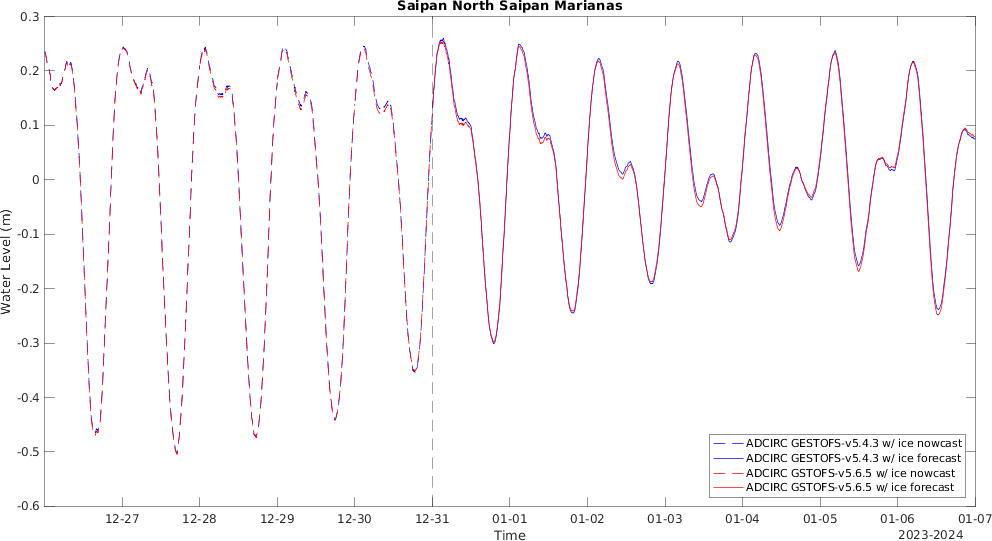 Saipan North Saipan Marianas
0.3
0.2
0.1
0
-0.1
-0.2
-0.3
-0.4
-0.5
-0.6
Water Level (m)
ADCIRC GESTOFS-v5.4.3 w/ ice nowcast
ADCIRC GESTOFS-v5.4.3 w/ ice forecast
ADCIRC GSTOFS-v5.6.5 w/ ice nowcast
ADCIRC GSTOFS-v5.6.5 w/ ice forecast
12-27 12-28 12-29 12-30 12-31 01-01 01-02 01-03 01-04 01-05 01-06 01-07
Time
2023-2024